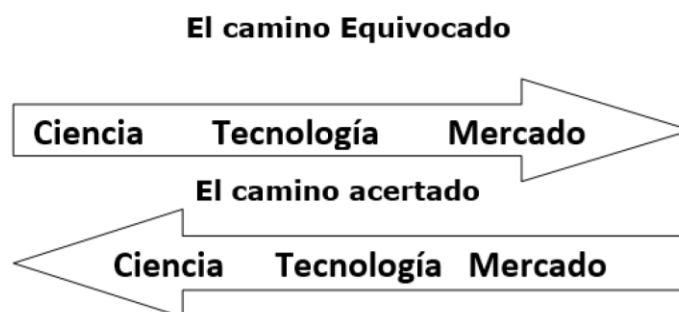 El camino Equivocado
Ciencia Tecnología Mercado
El camino acertado
Ciencia Tecnología Mercado